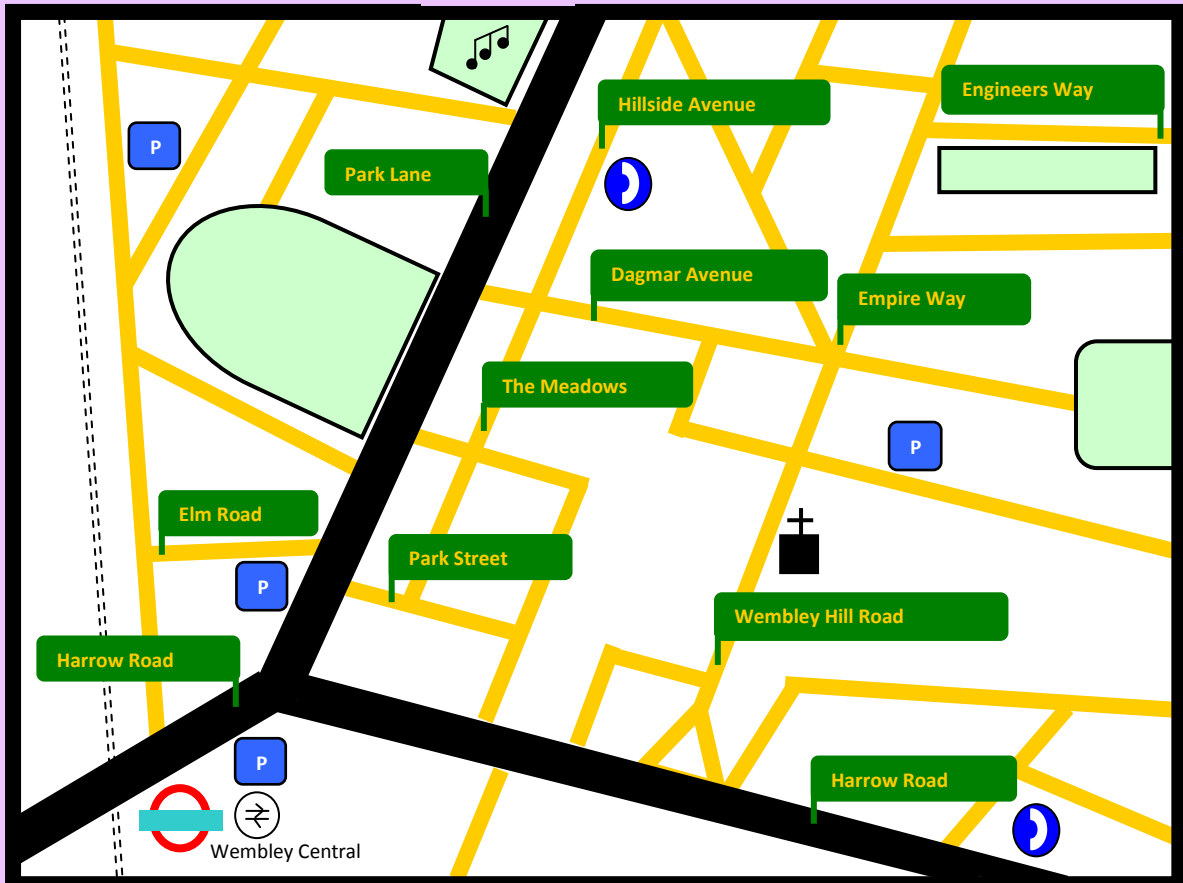 Engineers Way
Hillside Avenue
P
Park Lane
Dagmar Avenue
Empire Way
The Meadows
P
Elm Road
Park Street
P
Wembley Hill Road
Harrow Road
P
Harrow Road
Wembley Central